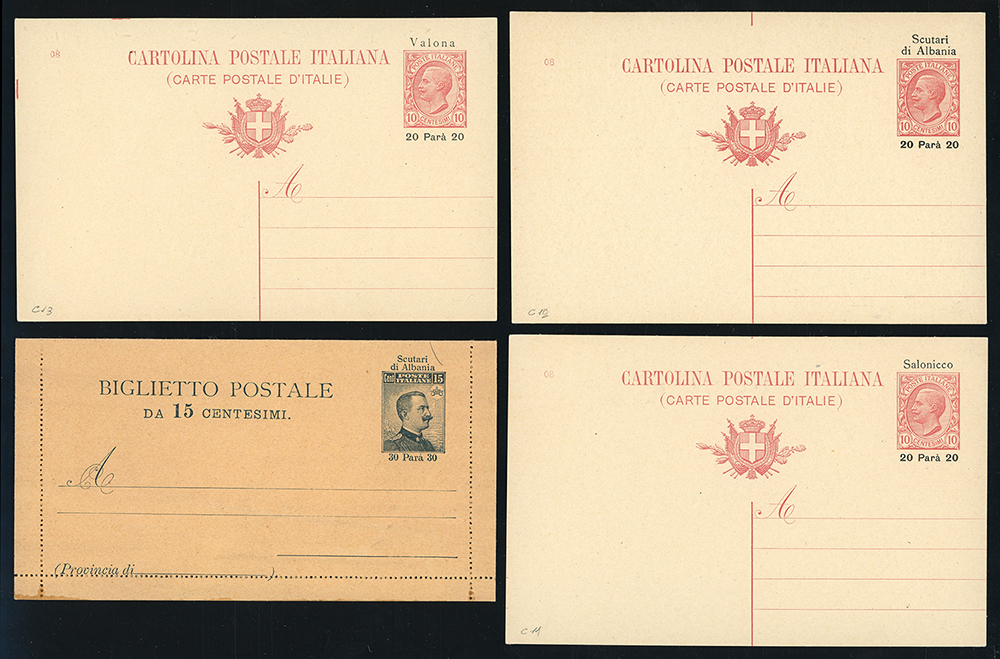 08
Valona
CARTOLINA POSTALE ITALIANA
(CARTE POSTALE D'ITALIE)
POSTE ITALIANE
10 CENTESIMI 10
20 Parà 20
A
C13
08
Scutari
di Albania
CARTOLINA POSTALE ITALIANA
(CARTE POSTALE D'ITALIE)
POSTE ITALIANE
10 CENTESIMI 10
20 Parà 20
A
C12
Scutari
di Albania
Cent POSTE ITALIANE 15
30 Parà 30
BIGLIETTO POSTALE
DA 15 CENTESIMI.
A
(Provincia di )
08
Salonicco
CARTOLINA POSTALE ITALIANA
(CARTE POSTALE D'ITALIE)
POSTE ITALIANE
10 CENTESIMI 10
20 Parà 20
A
C11